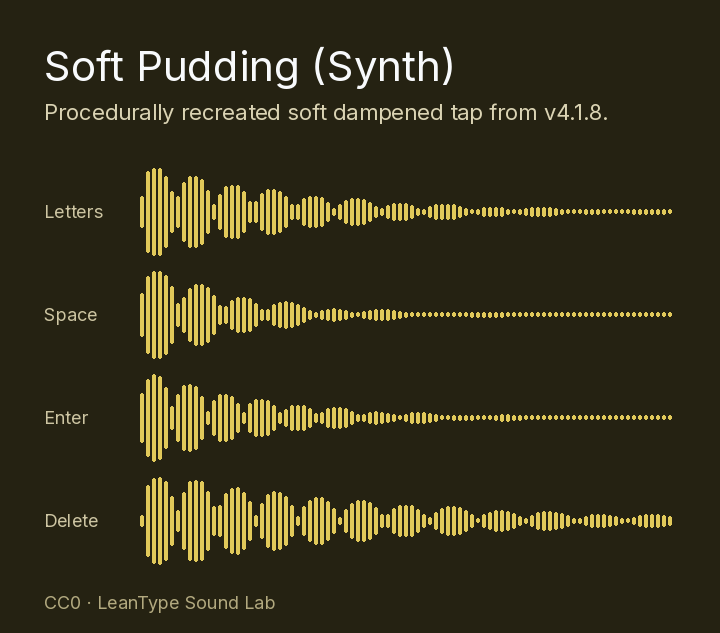 Soft Pudding (Synth)
Procedurally recreated soft dampened tap from v4.1.8.
Letters
Space
Enter
Delete
CC0 · LeanType Sound Lab